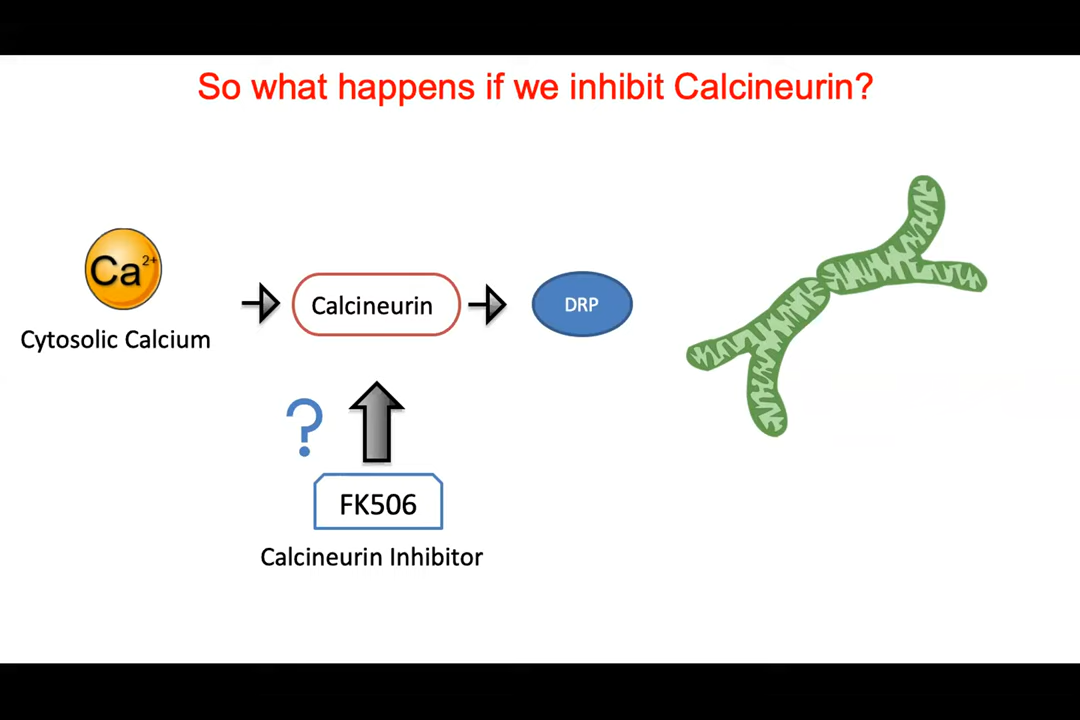 So what happens if we inhibit Calcineurin?
Ca²⁺
Cytosolic Calcium
Calcineurin
DRP
?
FK506
Calcineurin Inhibitor